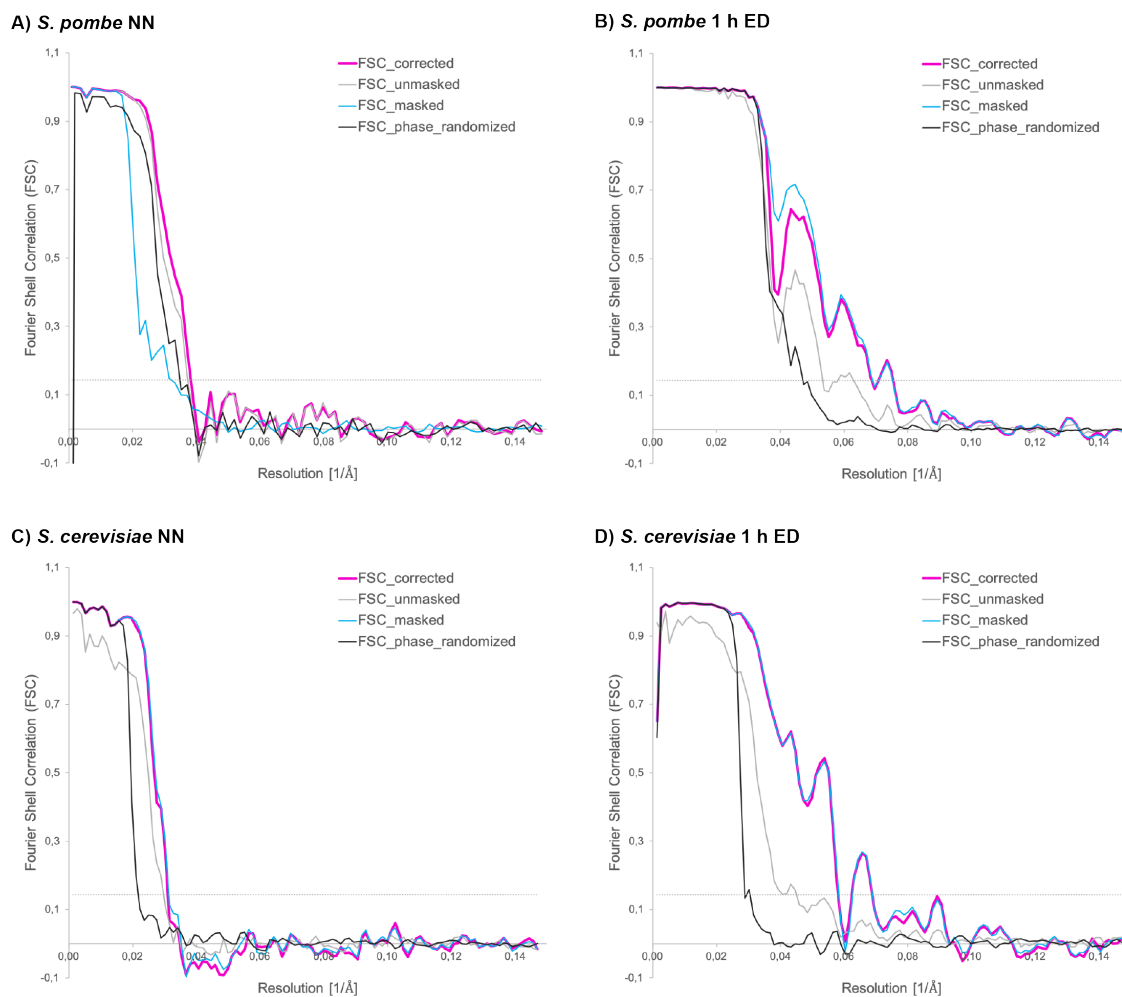 A) S. pombe NN
1,1
0,9
0,7
0,5
0,3
0,1
-0,1
Fourier Shell Correlation (FSC)
FSC_corrected
FSC_unmasked
FSC_masked
FSC_phase_randomized
0,00
0,02
0,04
0,06
0,08
0,10
0,12
0,14
Resolution [1/Å]
B) S. pombe 1 h ED
1,1
0,9
0,7
0,5
0,3
0,1
-0,1
Fourier Shell Correlation (FSC)
FSC_corrected
FSC_unmasked
FSC_masked
FSC_phase_randomized
0,00
0,02
0,04
0,06
0,08
0,10
0,12
0,14
Resolution [1/Å]
C) S. cerevisiae NN
1,1
0,9
0,7
0,5
0,3
0,1
-0,1
Fourier Shell Correlation (FSC)
FSC_corrected
FSC_unmasked
FSC_masked
FSC_phase_randomized
0,00
0,02
0,04
0,06
0,08
0,10
0,12
0,14
Resolution [1/Å]
D) S. cerevisiae 1 h ED
1,1
0,9
0,7
0,5
0,3
0,1
-0,1
Fourier Shell Correlation (FSC)
FSC_corrected
FSC_unmasked
FSC_masked
FSC_phase_randomized
0,00
0,02
0,04
0,06
0,08
0,10
0,12
0,14
Resolution [1/Å]